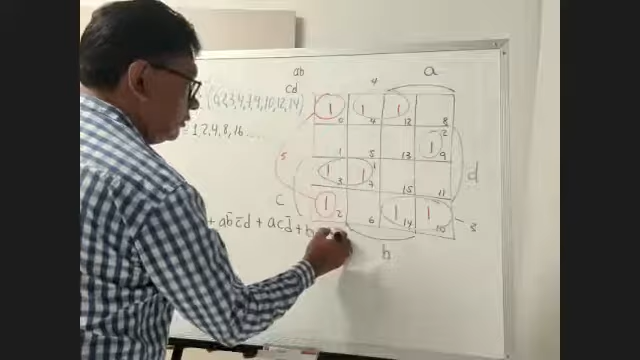 ab
4
a
cd
(0,2,3,4,7,9,10,12,14)
1 0
1 4
1 12
8
= 1,2,4,8,16 ....
1
5
13
1 9
2
5
1 3
1 7
1
15
11
d
c
1 2
6
1 14
1 10
3
+ ab̄c̄d + acd̄ + b
b